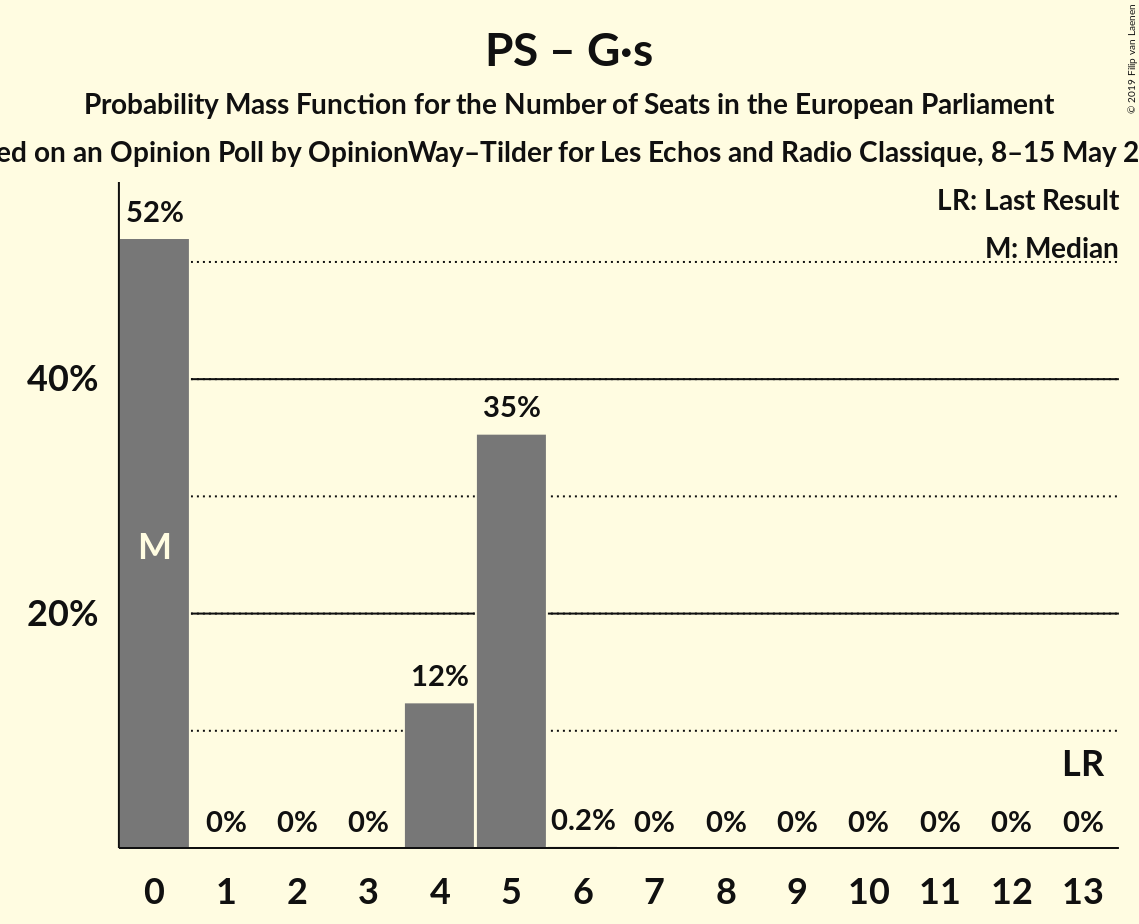 © 2019 Filip van Laenen
PS – G·s
Probability Mass Function for the Number of Seats in the European Parliament
ed on an Opinion Poll by OpinionWay–Tilder for Les Echos and Radio Classique, 8–15 May 2
LR: Last Result
M: Median
52%
40%
35%
M
20%
12%
LR
0% 0% 0% 0.2% 0% 0% 0% 0% 0% 0% 0%
0 1 2 3 4 5 6 7 8 9 10 11 12 13